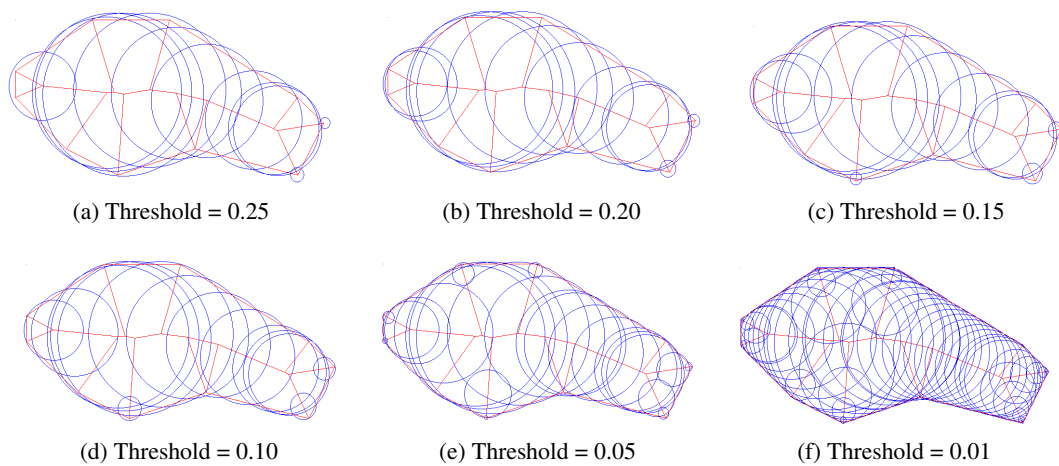 (a) Threshold = 0.25
(b) Threshold = 0.20
(c) Threshold = 0.15
(d) Threshold = 0.10
(e) Threshold = 0.05
(f) Threshold = 0.01